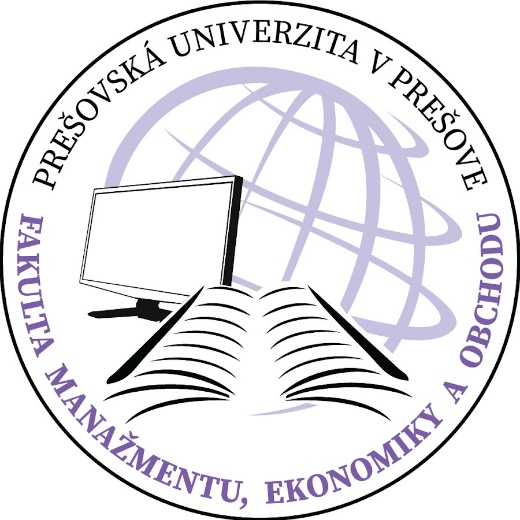 PREŠOVSKÁ UNIVERZITA V PREŠOVE
FAKULTA MANAŽMENTU, EKONOMIKY A OBCHODU